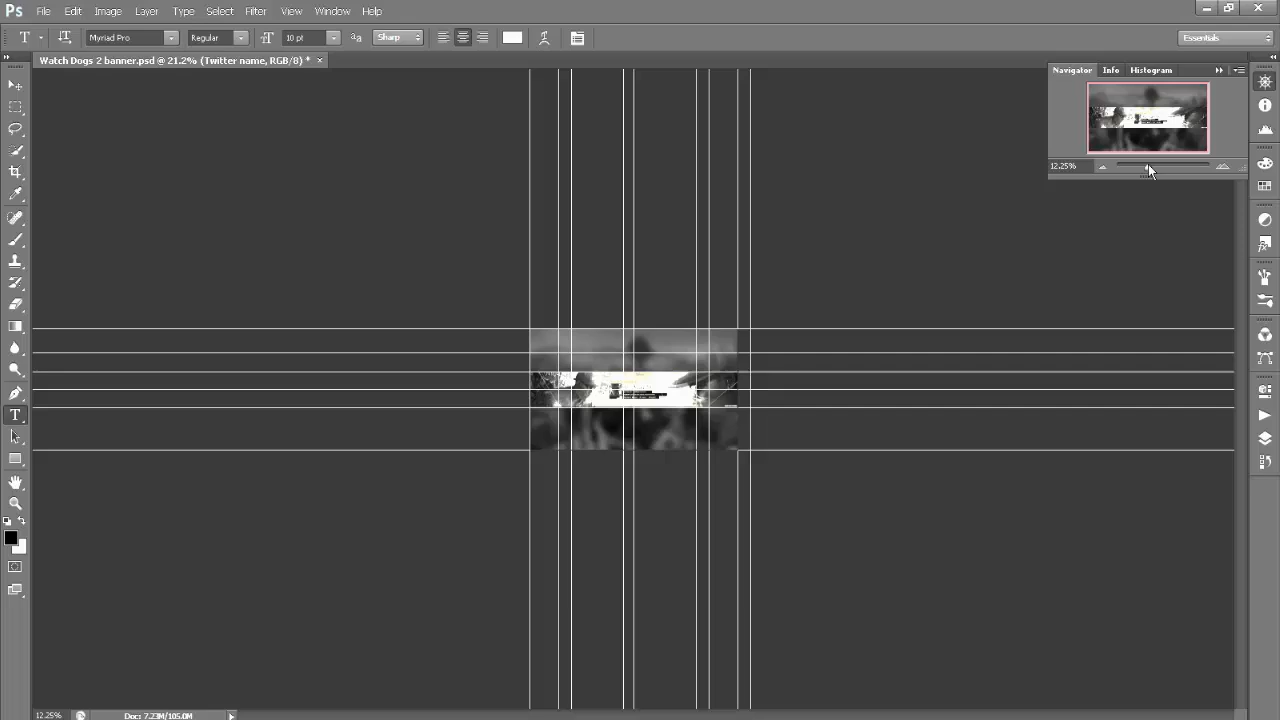 Ps File Edit Image Layer Type Select Filter View Window Help
T Myriad Pro Regular 10 pt Sharp Essentials
Watch Dogs 2 banner.psd @ 21.2% (Twitter name, RGB/8) * ×
Navigator Info Histogram
12.25%
12.25% Doc: 7.23M/105.0M